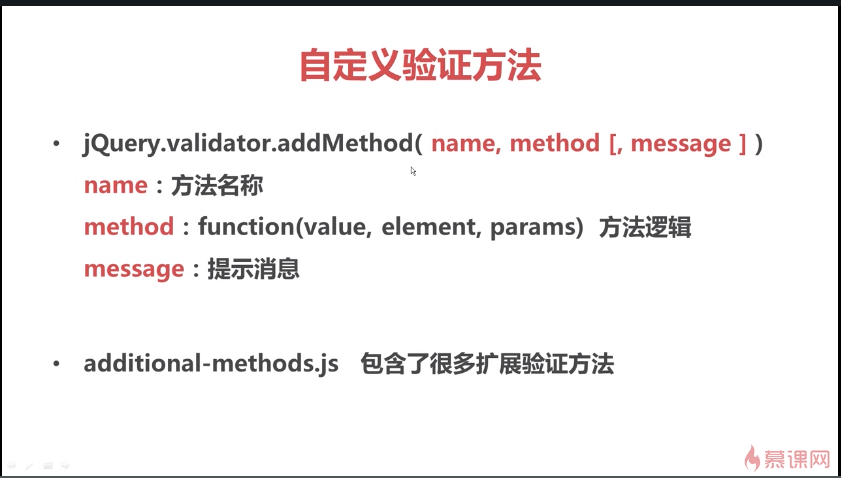 自定义验证方法
• jQuery.validator.addMethod( name, method [, message ] )
name：方法名称
method：function(value, element, params) 方法逻辑
message：提示消息
• additional-methods.js 包含了很多扩展验证方法
慕课网